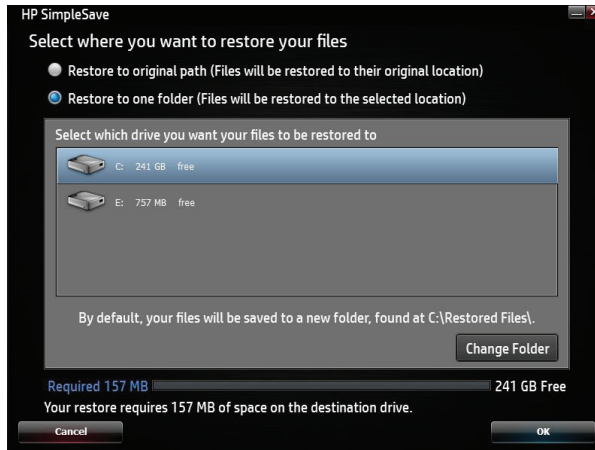 HP SimpleSave
Select where you want to restore your files
Restore to original path (Files will be restored to their original location)
Restore to one folder (Files will be restored to the selected location)
Select which drive you want your files to be restored to
C: 241 GB free
E: 757 MB free
By default, your files will be saved to a new folder, found at C:\Restored Files\.
Change Folder
Required 157 MB 241 GB Free
Your restore requires 157 MB of space on the destination drive.
Cancel OK